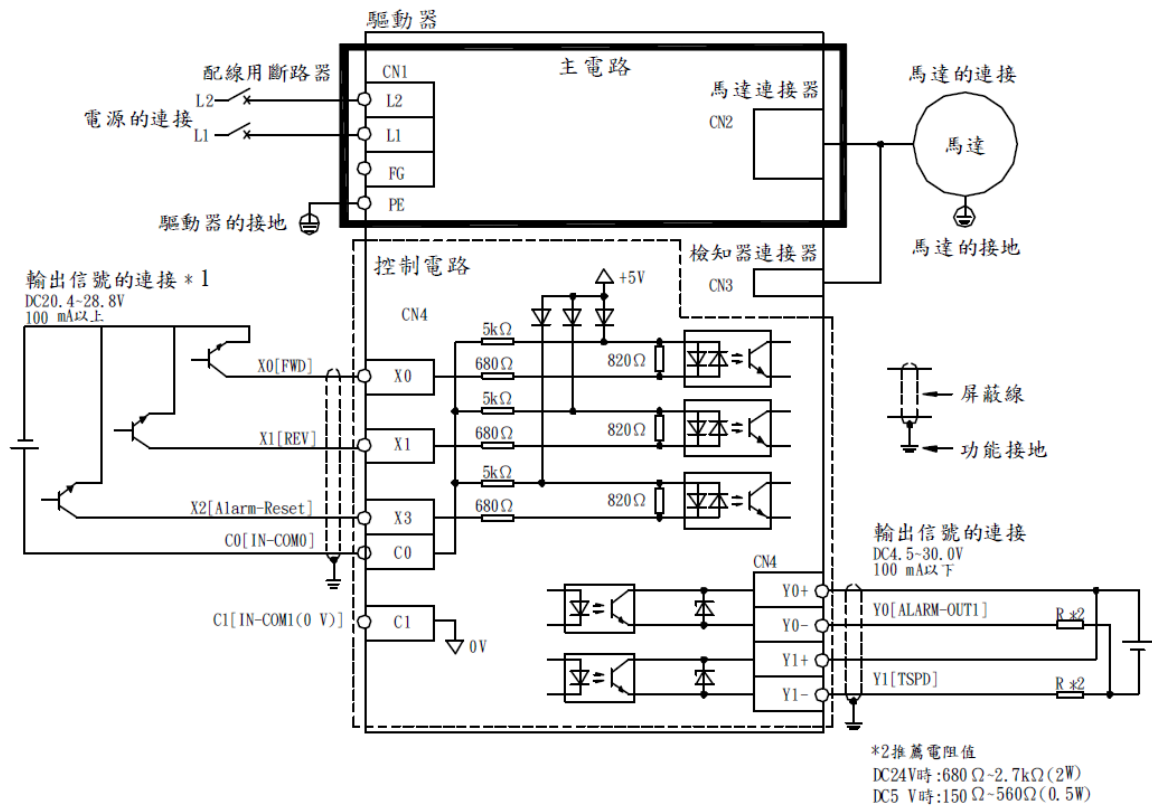 驅動器
主電路
配線用斷路器
CN1
L2
L2
電源的連接
L1
L1
FG
PE
驅動器的接地
馬達連接器
CN2
馬達的連接
馬達
馬達的接地
檢知器連接器
CN3
控制電路
+5V
輸出信號的連接*1
DC20.4~28.8V
100 mA以上
CN4
X0[FWD]
X0
5kΩ
680Ω
820Ω
X1[REV]
X1
5kΩ
680Ω
820Ω
X2[Alarm-Reset]
X3
5kΩ
680Ω
820Ω
C0[IN-COM0]
C0
C1[IN-COM1(0 V)]
C1
0V
屏蔽線
功能接地
輸出信號的連接
DC4.5~30.0V
100 mA以下
CN4
Y0+
Y0[ALARM-OUT1]
Y0-
R *2
Y1+
Y1[TSPD]
Y1-
R *2
*2推薦電阻值
DC24V時:680 Ω~2.7kΩ(2W)
DC5 V時:150 Ω~560Ω(0.5W)